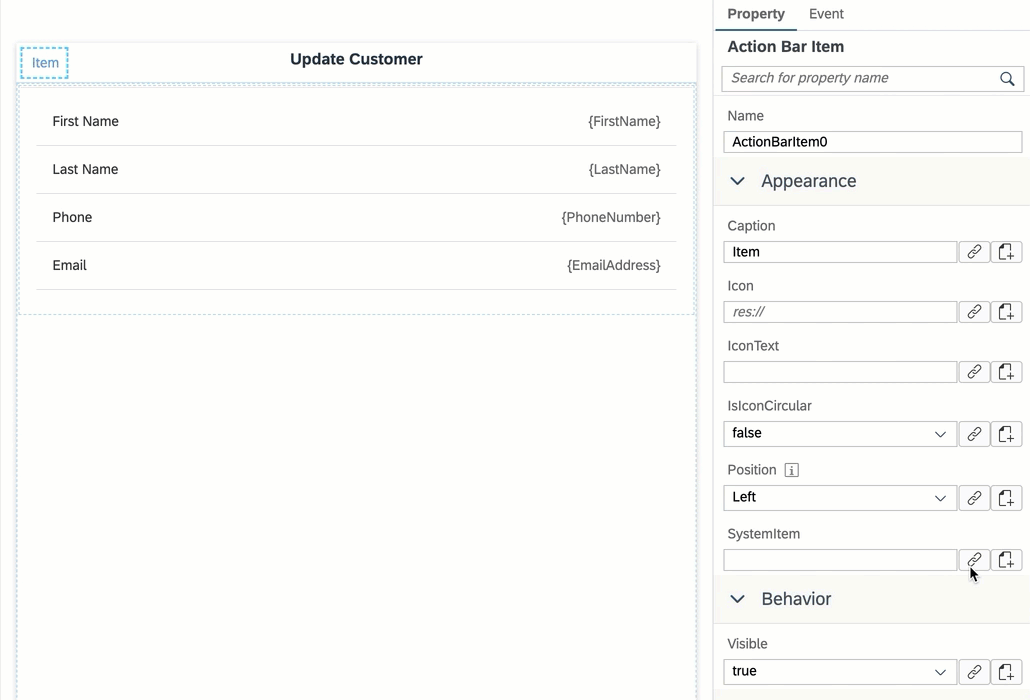 Item
Update Customer
First Name {FirstName}
Last Name {LastName}
Phone {PhoneNumber}
Email {EmailAddress}
Property Event
Action Bar Item
Search for property name
Name
ActionBarItem0
Appearance
Caption
Item
Icon
res://
IconText
IsIconCircular
false
Position i
Left
SystemItem
Behavior
Visible
true